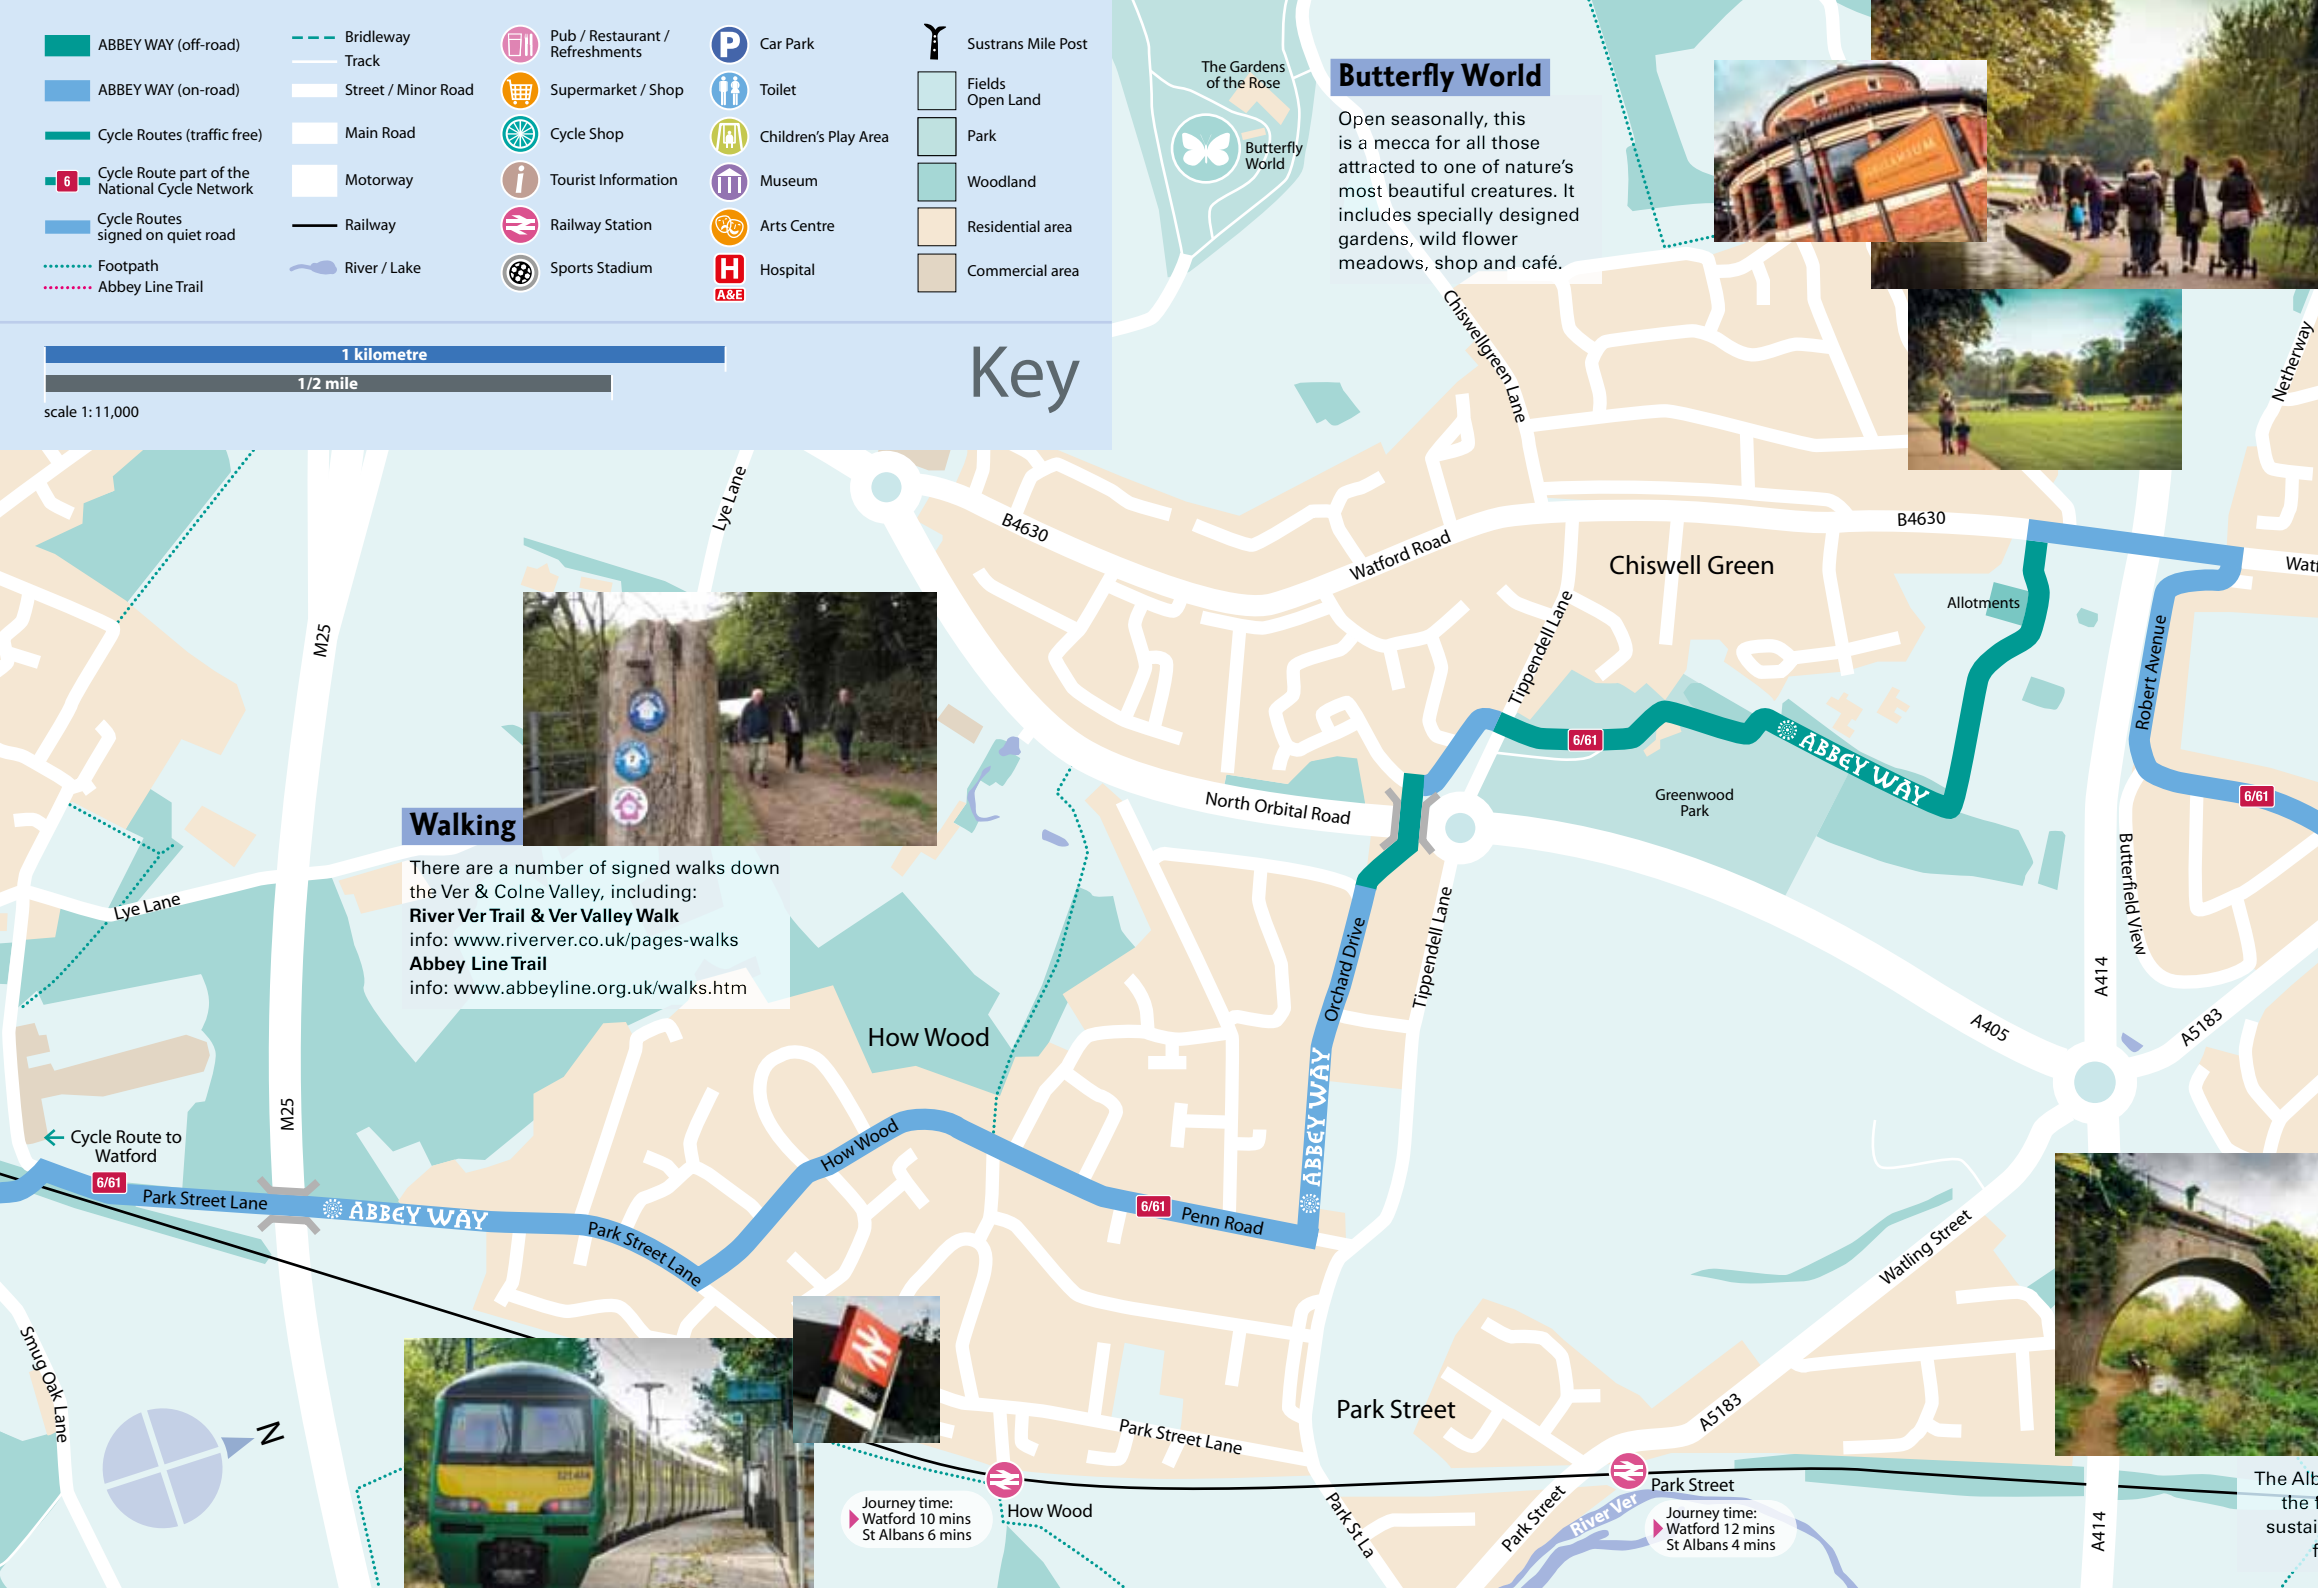 ABBEY WAY (off-road)
ABBEY WAY (on-road)
Cycle Routes (traffic free)
6
Cycle Route part of the
National Cycle Network
Cycle Routes
signed on quiet road
Footpath
Abbey Line Trail
Bridleway
Track
Street / Minor Road
Main Road
Motorway
Railway
River / Lake
Pub / Restaurant /
Refreshments
Supermarket / Shop
Cycle Shop
i
Tourist Information
Railway Station
Sports Stadium
P
Car Park
Toilet
Children's Play Area
Museum
Arts Centre
H
Hospital
A&E
Sustrans Mile Post
Fields
Open Land
Park
Woodland
Residential area
Commercial area
1 kilometre
1/2 mile
scale 1: 11,000
Key
The Gardens
of the Rose
Butterfly
World
Butterfly World
Open seasonally, this
is a mecca for all those
attracted to one of nature's
most beautiful creatures. It
includes specially designed
gardens, wild flower
meadows, shop and café.
Chiswellgreen Lane
Netherway
Lye Lane
B4630
Watford Road
B4630
Chiswell Green
Wat
Allotments
Tippendell Lane
Robert Avenue
M25
6/61
ABBEY WAY
6/61
Greenwood
Park
North Orbital Road
Butterfield View
Walking
There are a number of signed walks down
the Ver & Colne Valley, including:
River Ver Trail & Ver Valley Walk
info: www.riverver.co.uk/pages-walks
Abbey Line Trail
info: www.abbeyline.org.uk/walks.htm
Lye Lane
Orchard Drive
Tippendell Lane
A414
A405
A5183
How Wood
M25
ABBEY WAY
Cycle Route to
Watford
6/61
Park Street Lane
ABBEY WAY
Park Street Lane
How Wood
6/61
Penn Road
Watling Street
Smug Oak Lane
N
Park Street
A5183
Park Street Lane
How Wood
Journey time:
Watford 10 mins
St Albans 6 mins
Park St La
Park Street
River Ver
Park Street
Journey time:
Watford 12 mins
St Albans 4 mins
A414
The Alb
the
sustai
f